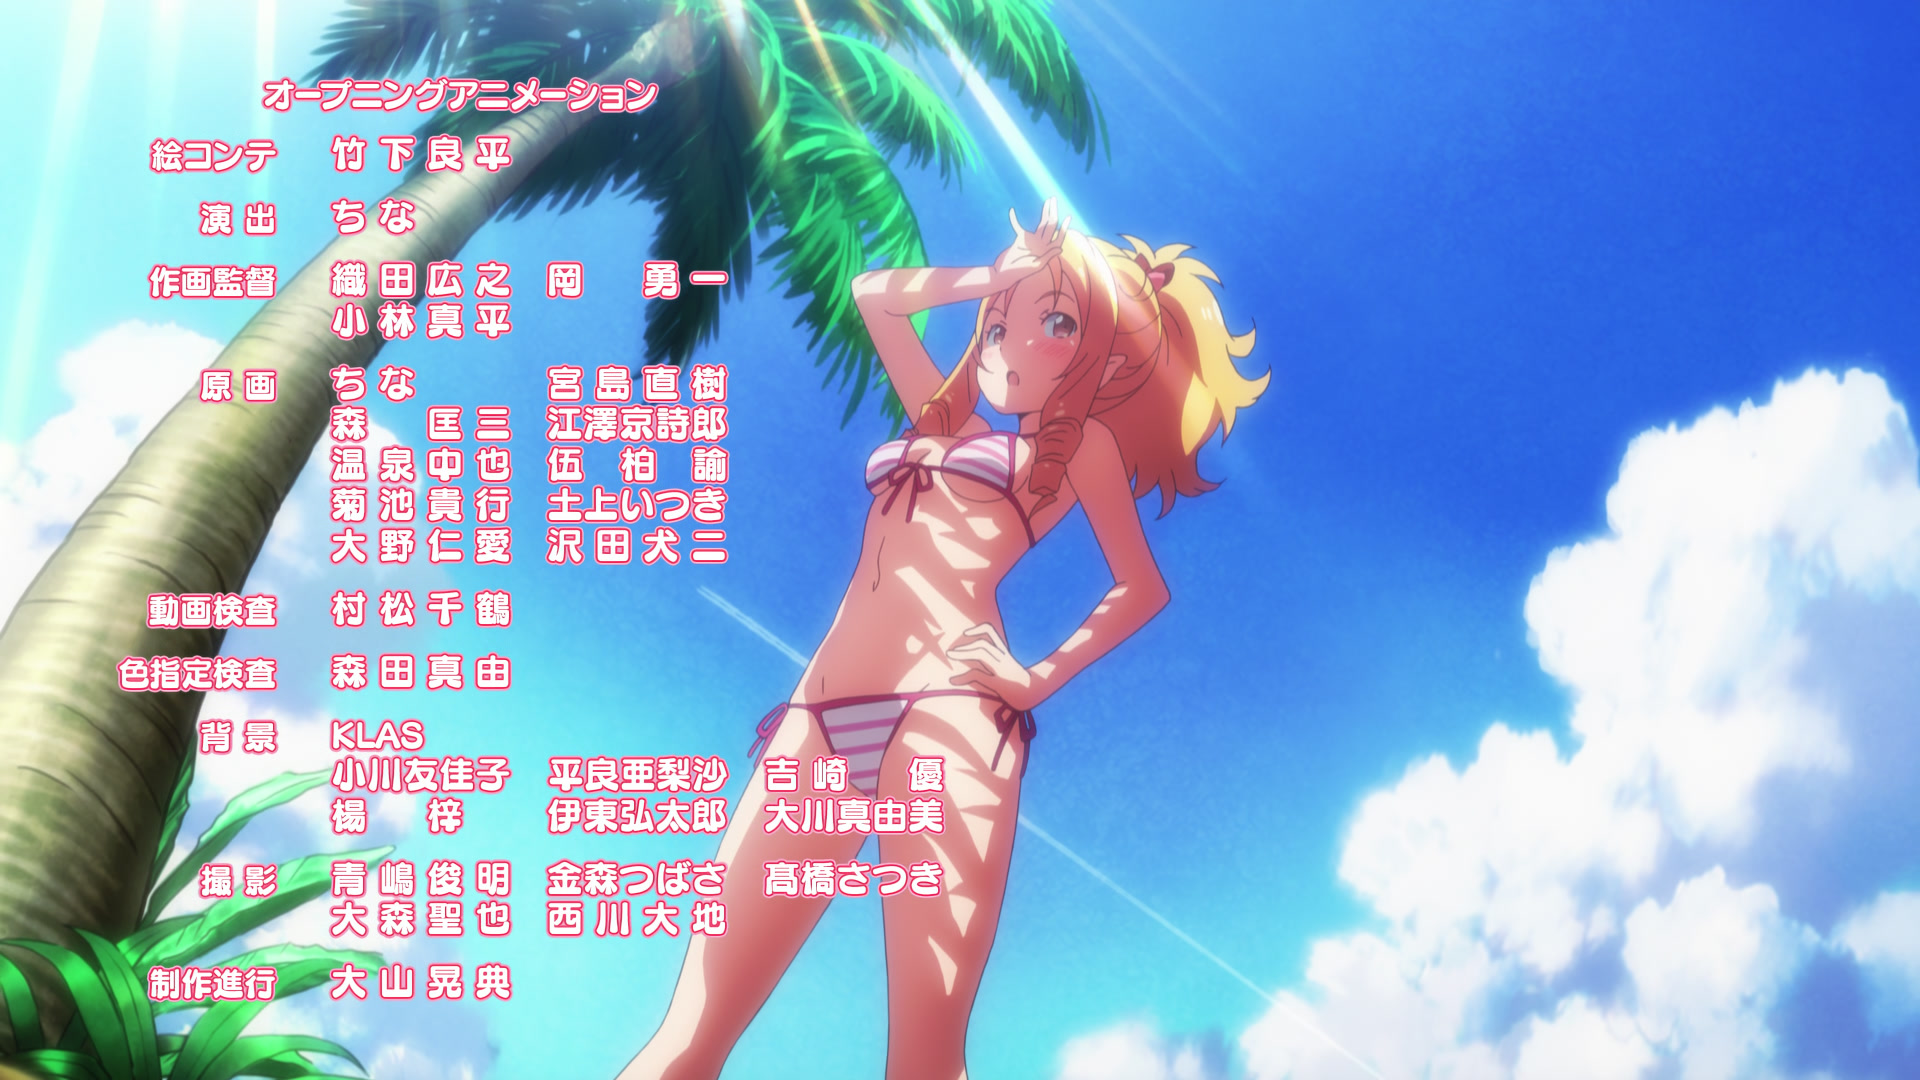 オープニングアニメーション
絵コンテ 竹下良平
演出 ちな
作画監督 織田広之 岡 勇一
小林真平
原画 ちな 宮島直樹
森 匡三 江澤京詩郎
温泉中也 伍柏諭
菊池貴行 土上いつき
大野仁愛 沢田犬二
動画検査 村松千鶴
色指定検査 森田真由
背景 KLAS
小川友佳子 平良亜梨沙 吉崎 優
楊 梓 伊東弘太郎 大川真由美
撮影 青嶋俊明 金森つばさ 髙橋さつき
大森聖也 西川大地
制作進行 大山晃典